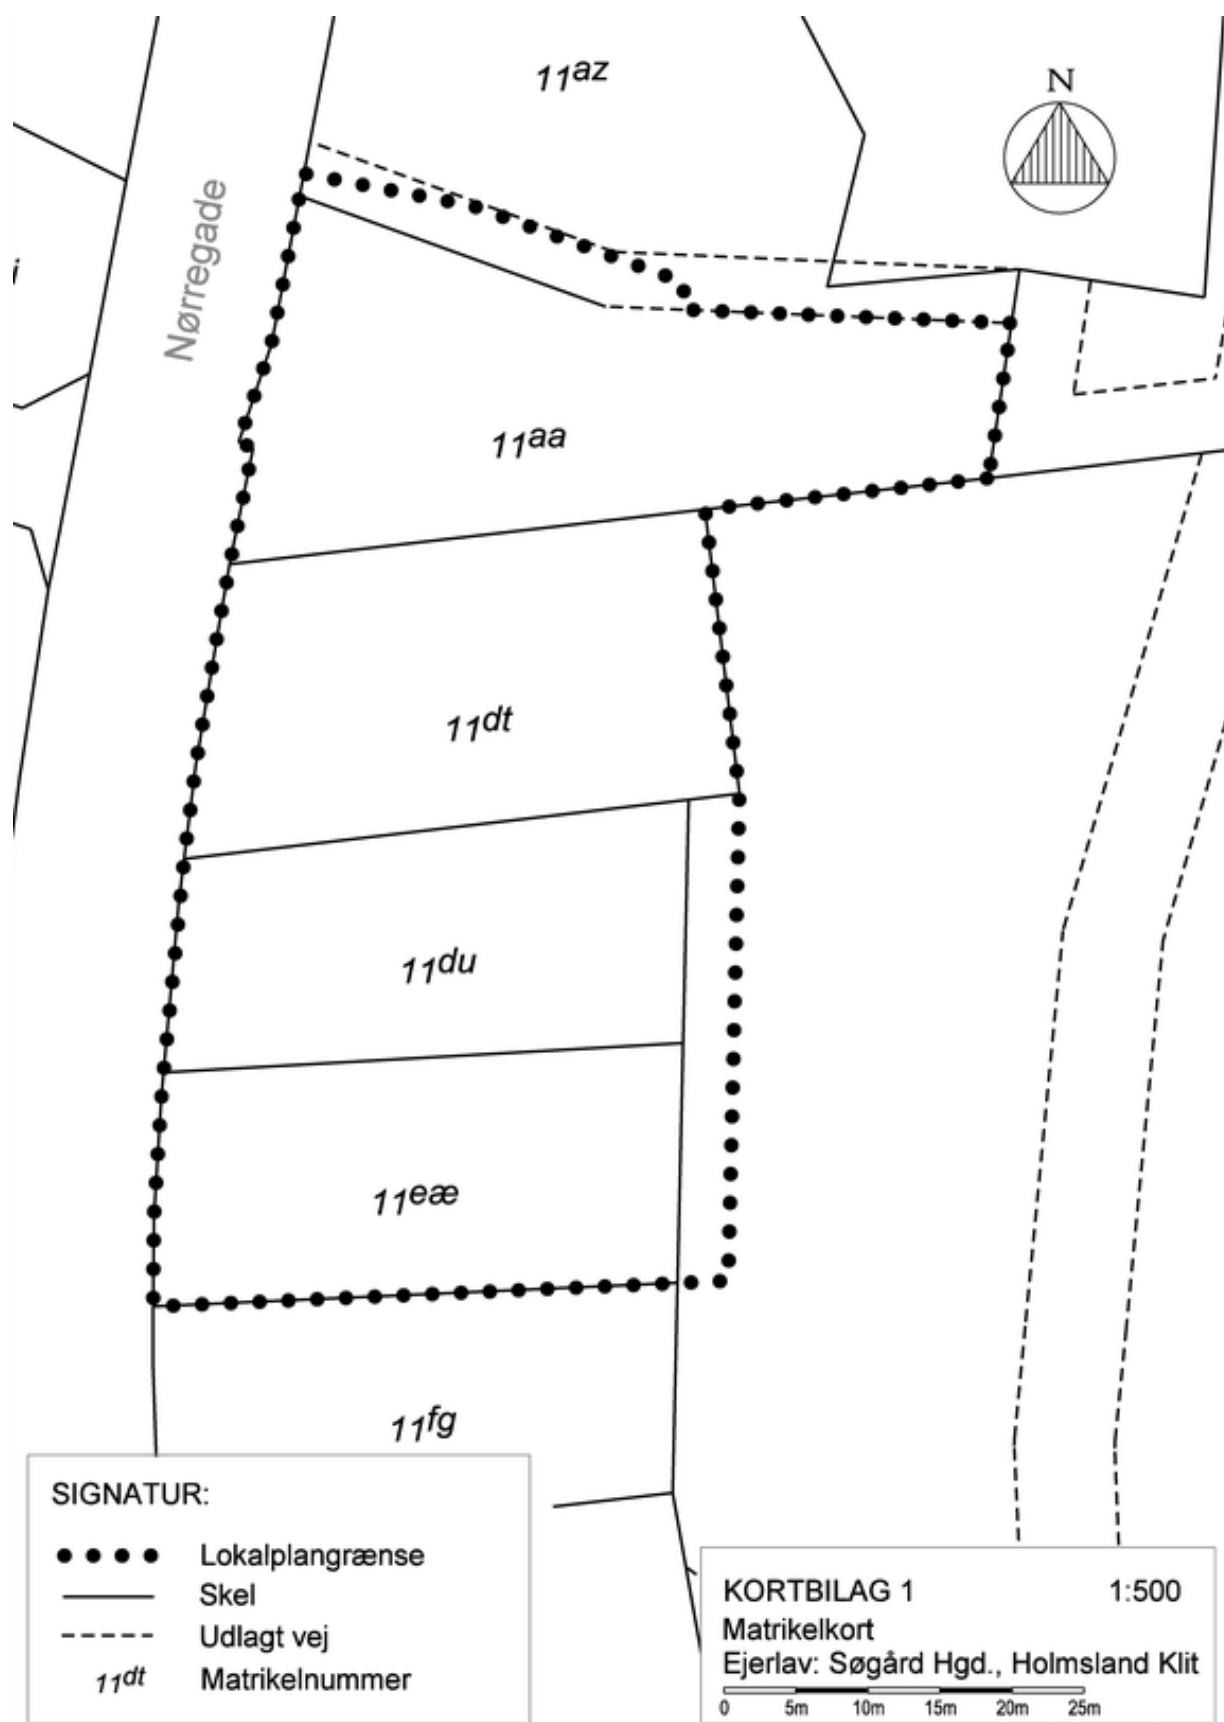 11az
N
Nørregade
11aa
11dt
11du
11eæ
11fg
SIGNATUR:
Lokalplangrænse
Skel
Udlagt vej
11dt Matrikelnummer
KORTBILAG 1 1:500
Matrikelkort
Ejerlav: Søgård Hgd., Holmsland Klit
0 5m 10m 15m 20m 25m